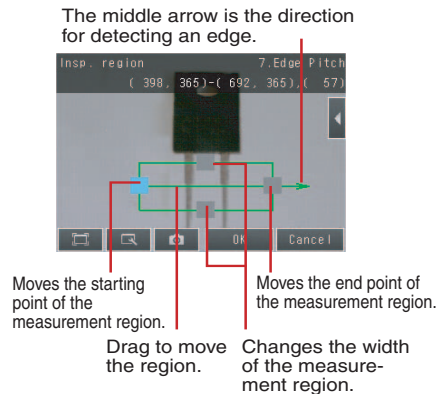 The middle arrow is the direction
for detecting an edge.
Insp. region 7.Edge Pitch
( 398, 365)-( 692, 365),( 57)
OK Cancel
Moves the starting
point of the
measurement region.
Moves the end point of
the measurement region.
Drag to move
the region.
Changes the width
of the measure-
ment region.